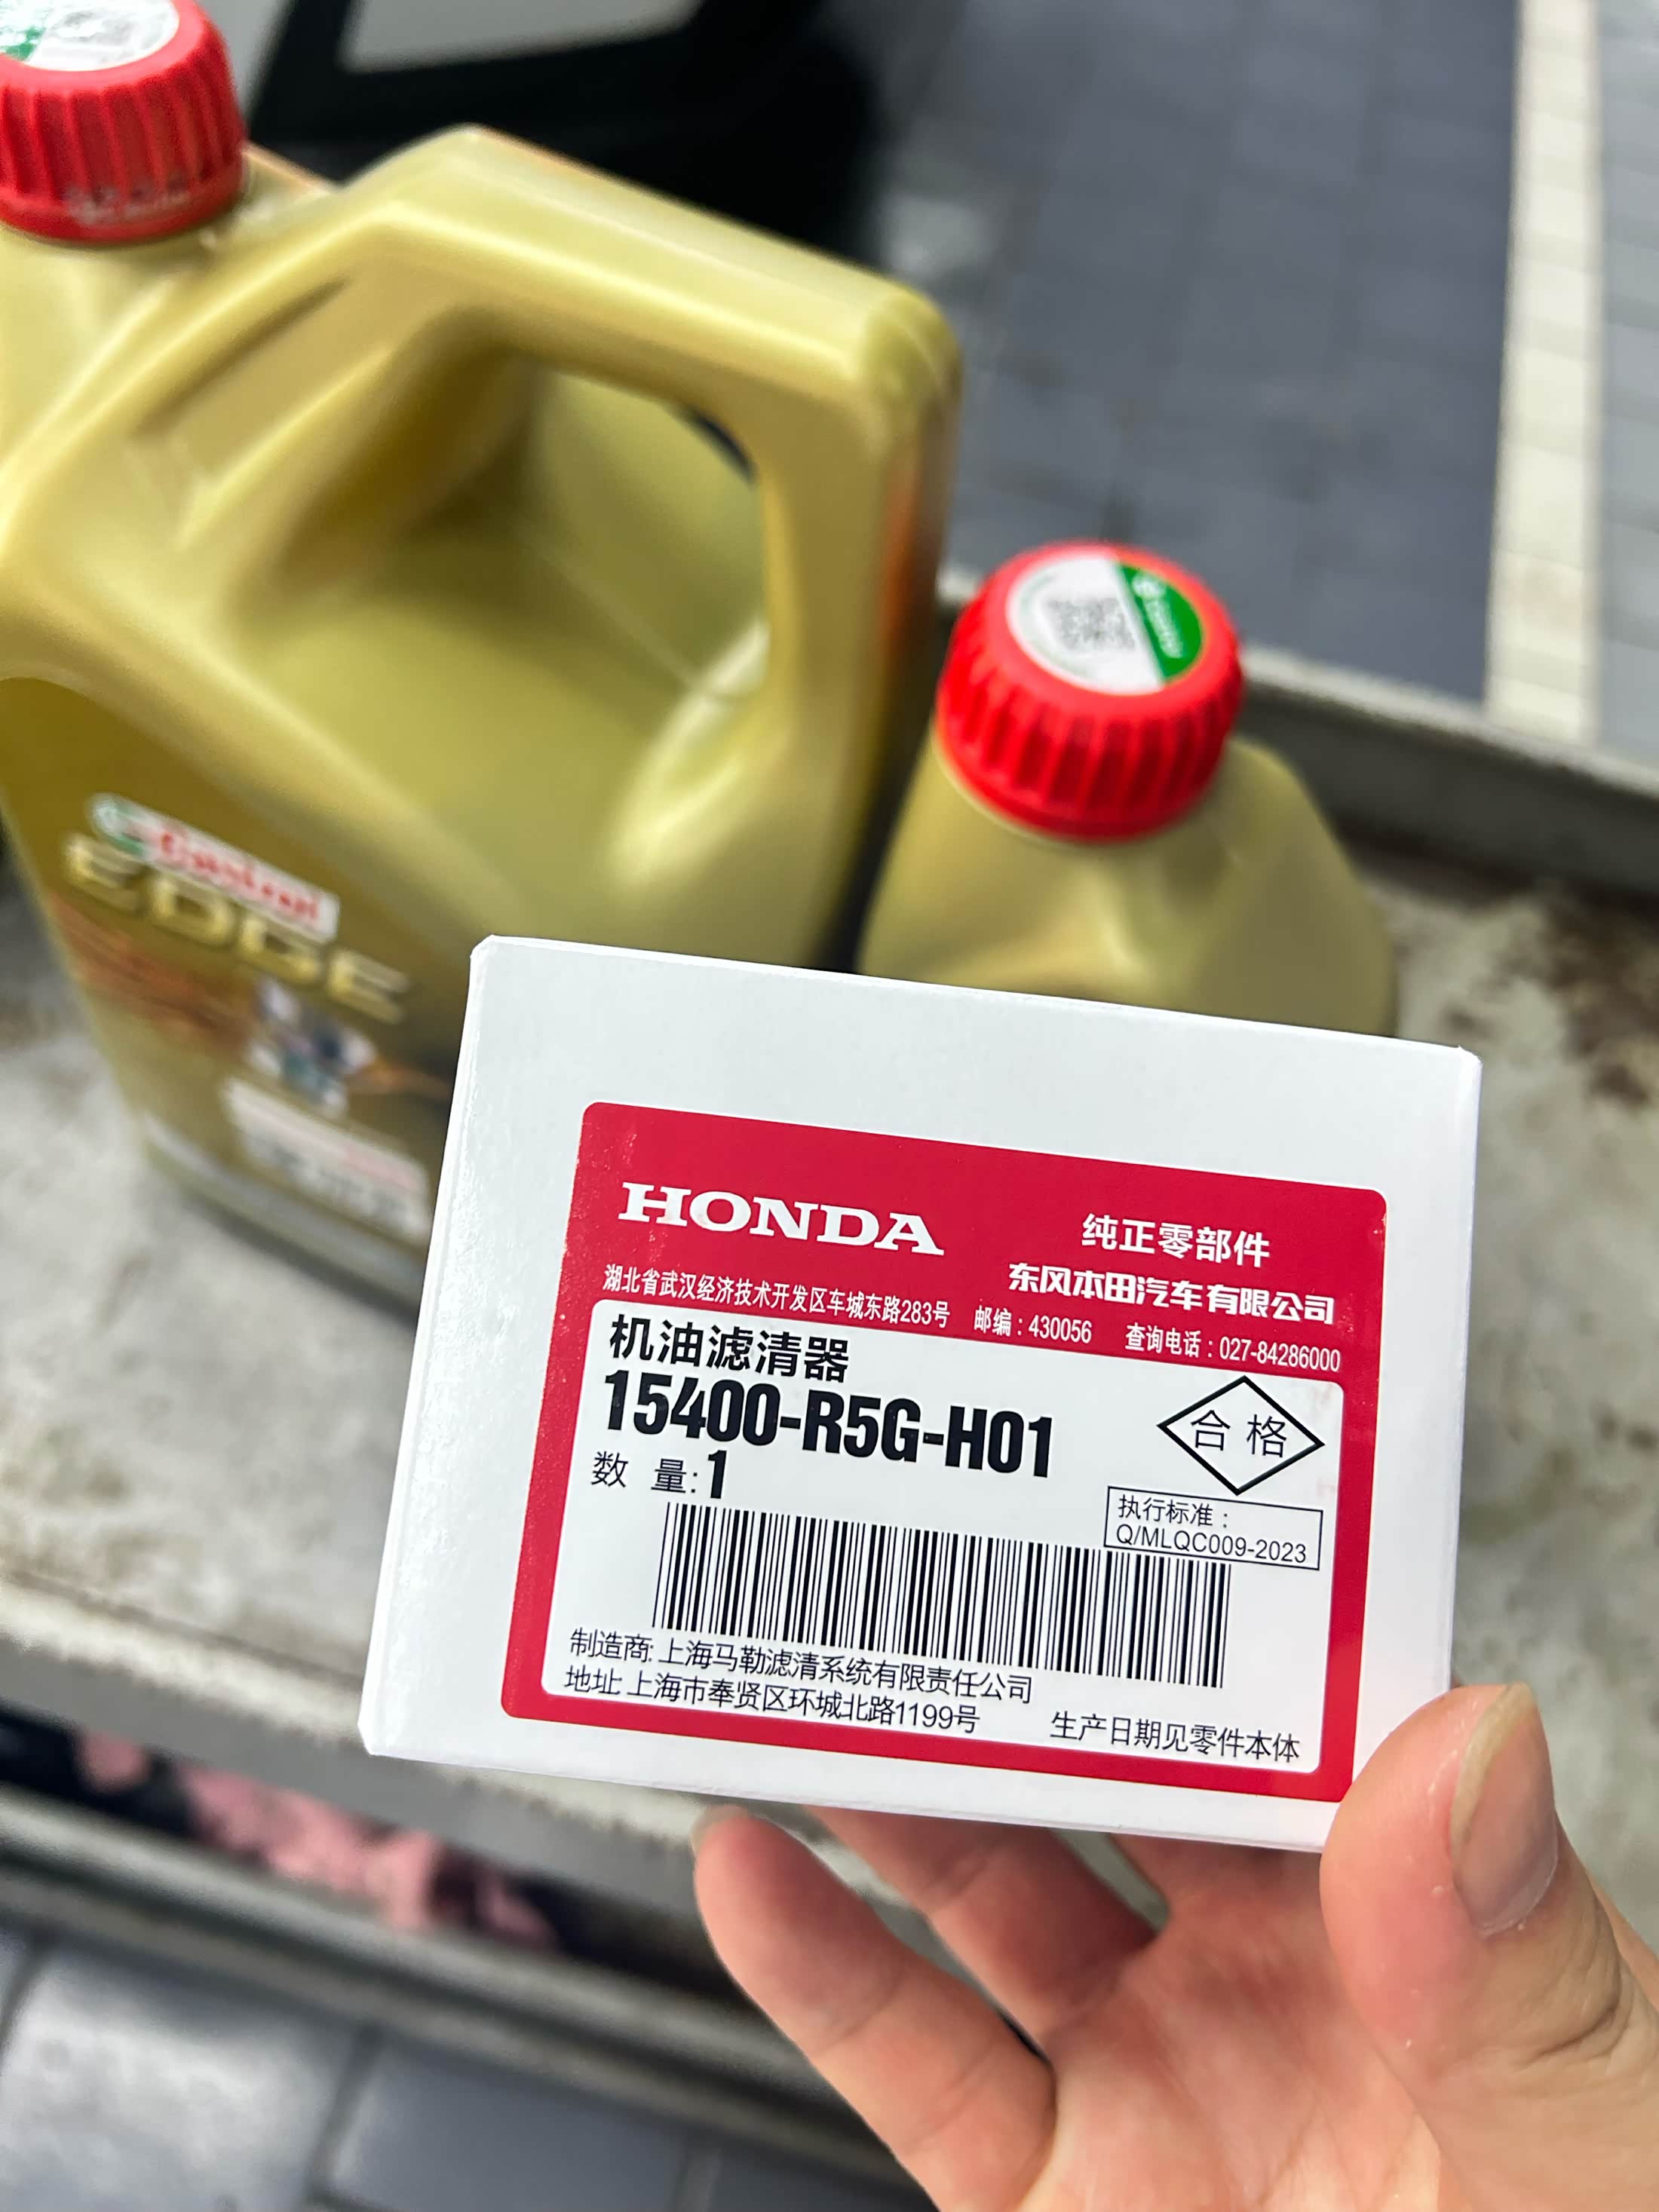 Castrol
EDGE
HONDA
纯正零部件
东风本田汽车有限公司
湖北省武汉经济技术开发区车城东路283号 邮编：430056 查询电话：027-84286000
机油滤清器
15400-R5G-H01
合格
数 量:1
执行标准：
Q/MLQC009-2023
制造商: 上海马勒滤清系统有限责任公司
地址 上海市奉贤区环城北路1199号
生产日期见零件本体